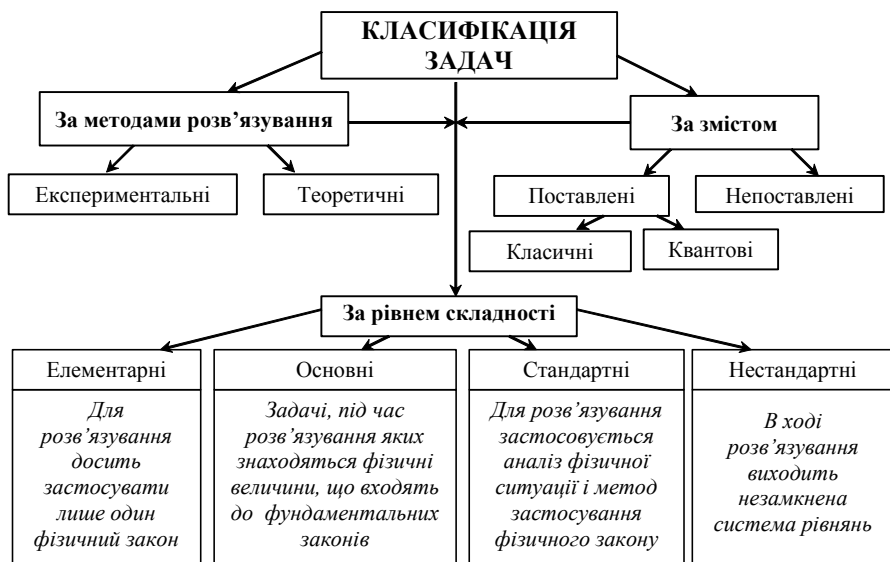 КЛАСИФІКАЦІЯ
ЗАДАЧ
За методами розв’язування
За змістом
Експериментальні
Теоретичні
Поставлені
Непоставлені
Класичні
Квантові
За рівнем складності
Елементарні
Для
розв’язування
досить
застосувати
лише один
фізичний закон
Основні
Задачі, під час
розв’язування яких
знаходяться фізичні
величини, що входять
до фундаментальних
законів
Стандартні
Для розв’язування
застосовується
аналіз фізичної
ситуації і метод
застосування
фізичного закону
Нестандартні
В ході
розв’язування
виходить
незамкнена
система рівнянь